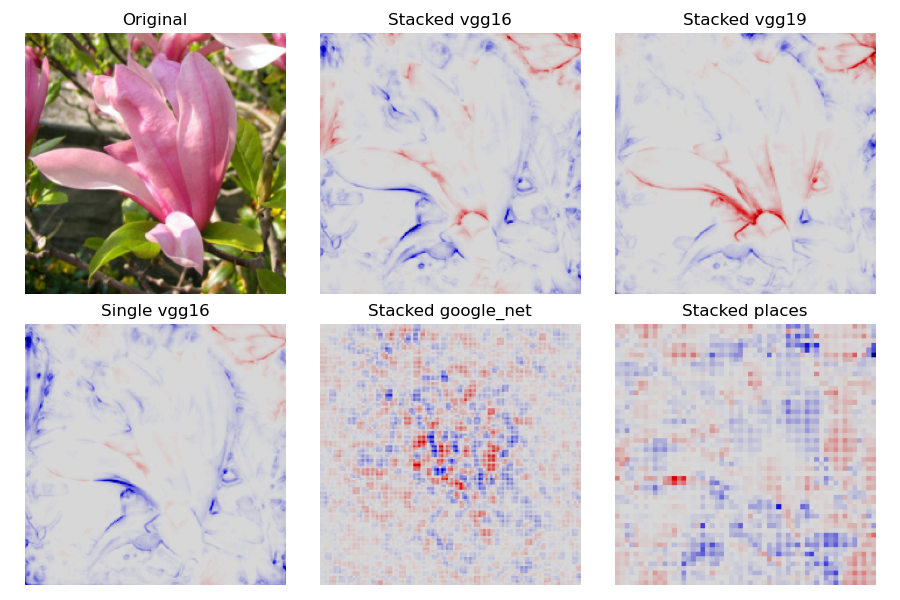 Original
Stacked vgg16
Stacked vgg19
Single vgg16
Stacked google_net
Stacked places